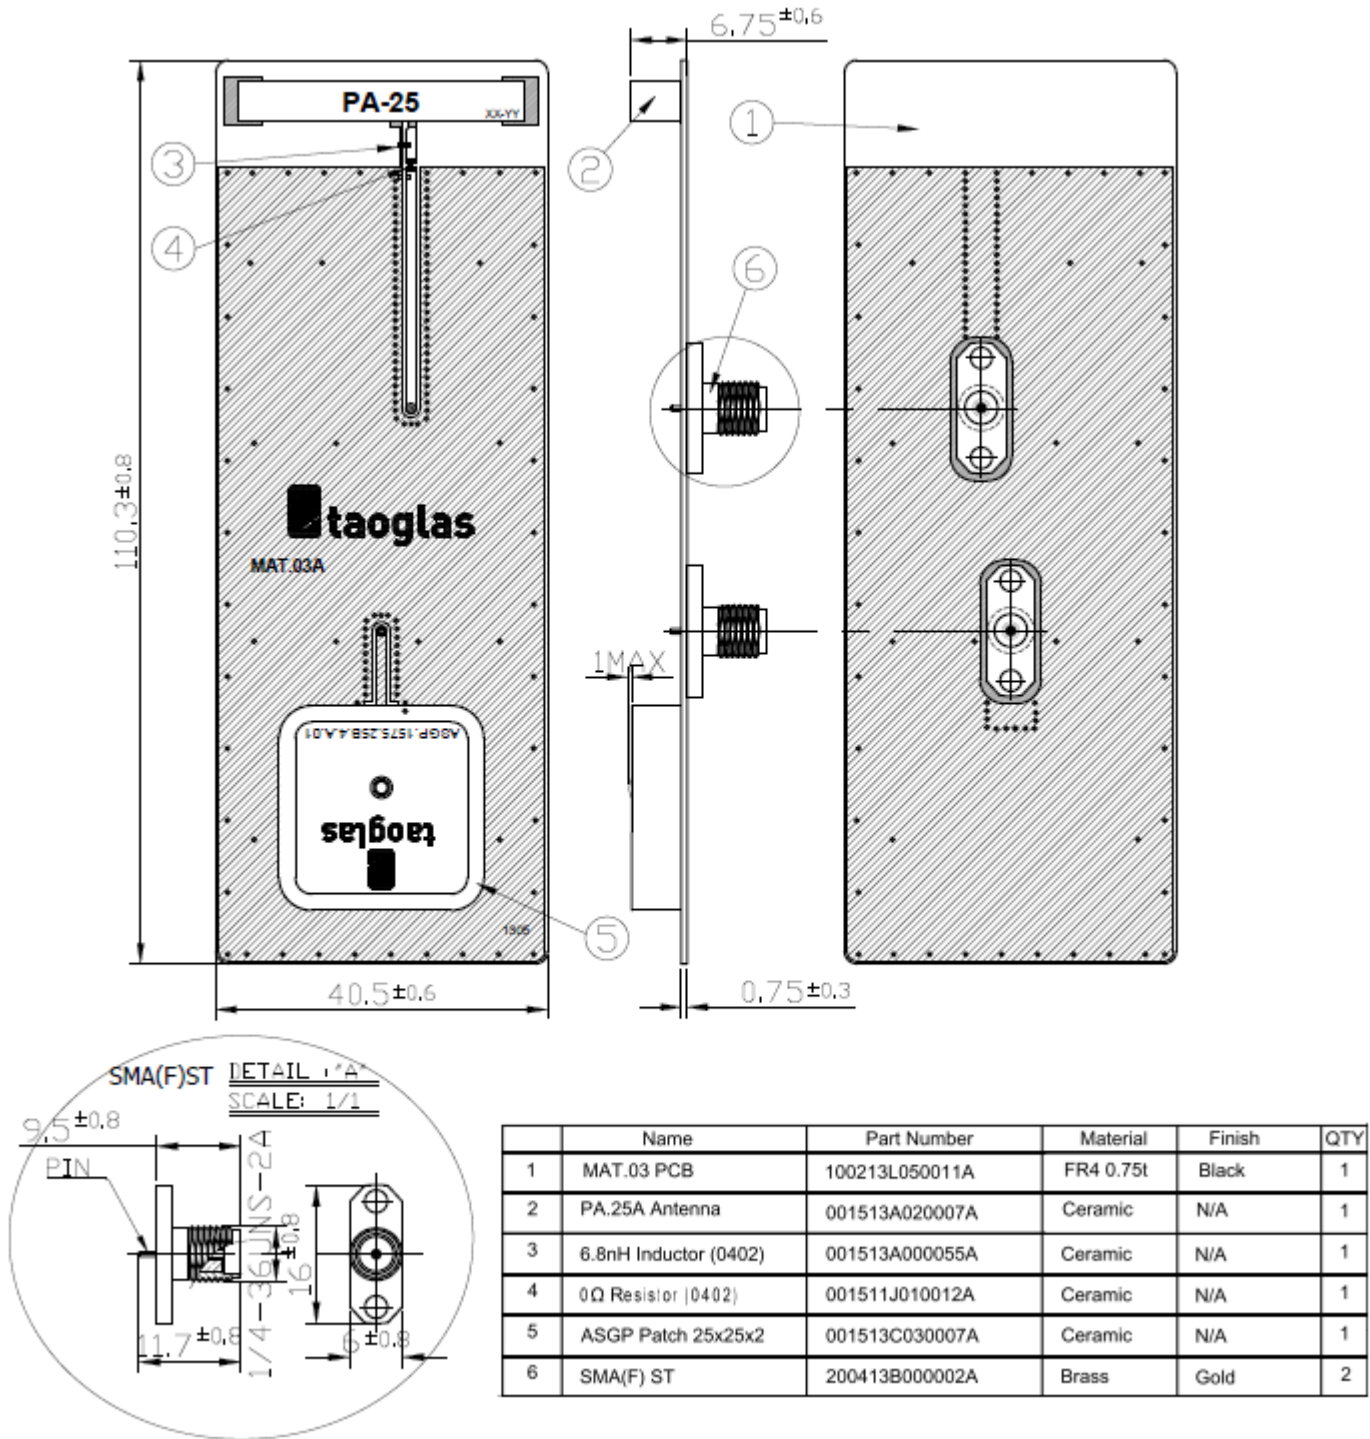 6.75±0.6
PA-25
XX-YY
1
2
3
4
6
110.3±0.8
taoglas
MAT.03A
1MAX
ASGP.1575.25B.4.A.01
taoglas
1305
5
40.5±0.6
0.75±0.3
SMA(F)ST DETAIL :"A"
SCALE: 1/1
9.5±0.8
PIN
1/4-36UNS-2A
16±0.8
11.7±0.8
6±0.8
Name Part Number Material Finish QTY
1 MAT.03 PCB 100213L050011A FR4 0.75t Black 1
2 PA.25A Antenna 001513A020007A Ceramic N/A 1
3 6.8nH Inductor (0402) 001513A000055A Ceramic N/A 1
4 0Ω Resistor (0402) 001511J010012A Ceramic N/A 1
5 ASGP Patch 25x25x2 001513C030007A Ceramic N/A 1
6 SMA(F) ST 200413B000002A Brass Gold 2